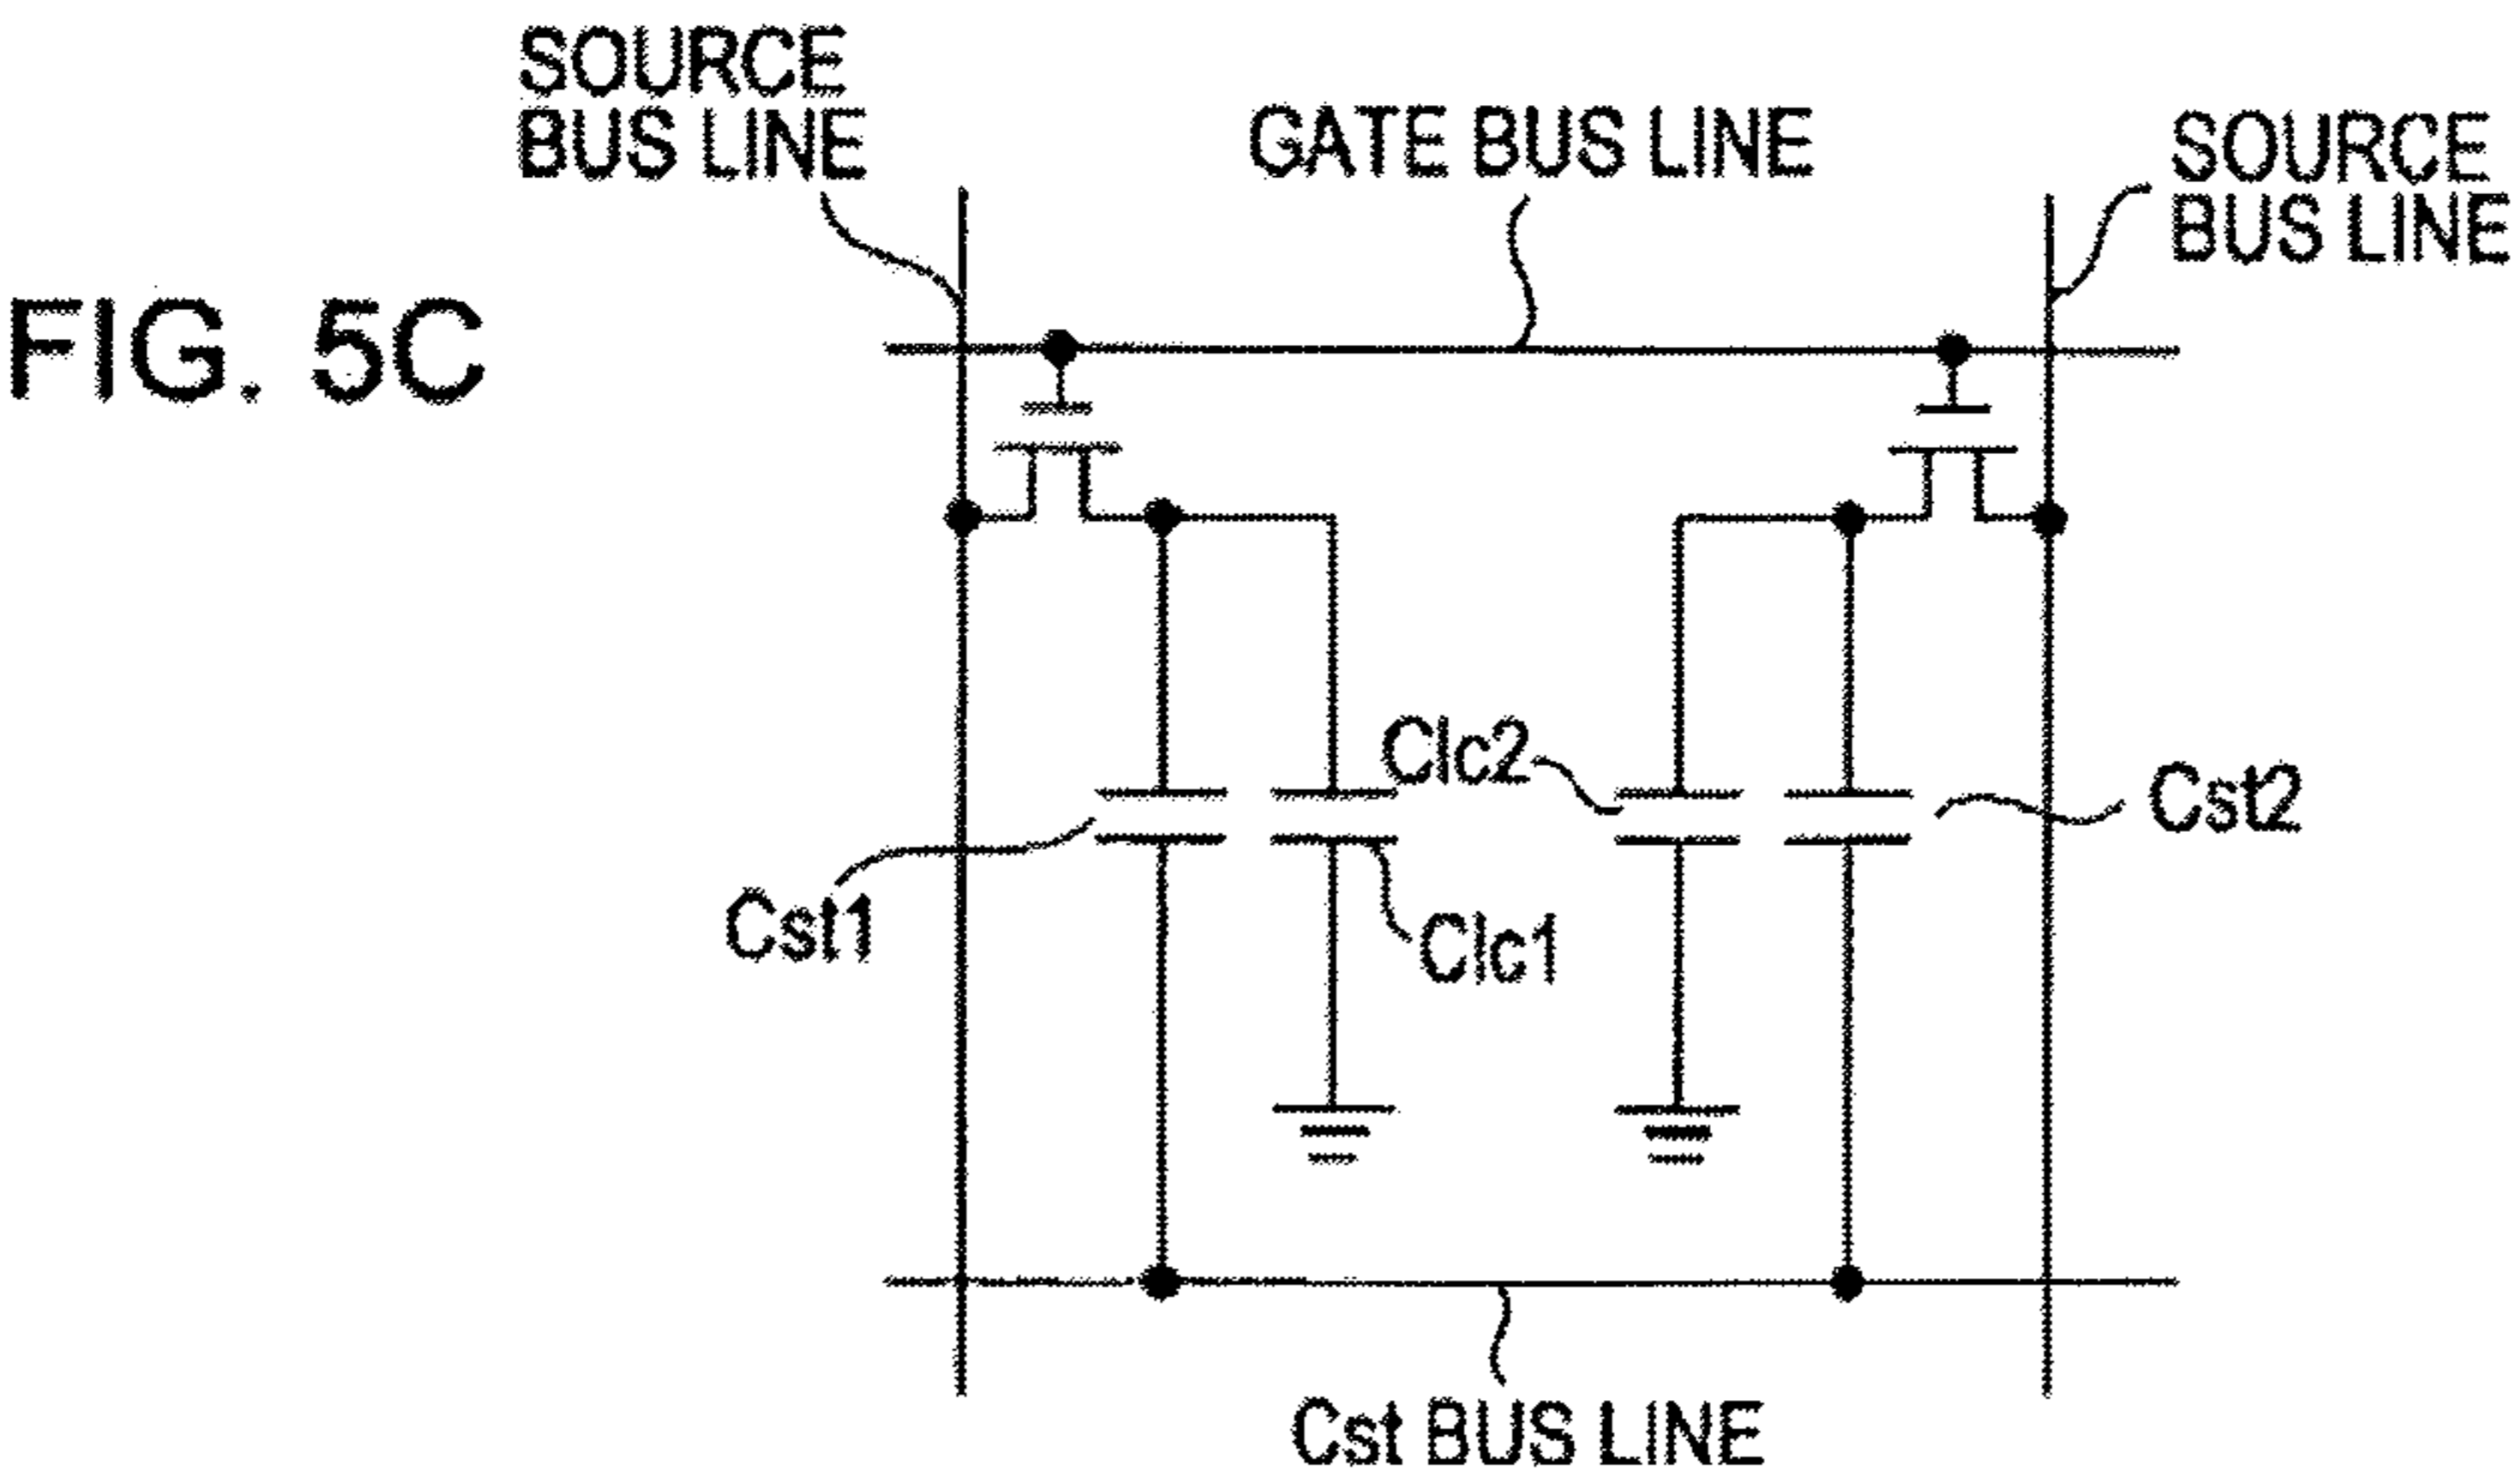 SOURCE
BUS LINE
GATE BUS LINE
SOURCE
BUS LINE
FIG. 5C
Clc2
Cst2
Cst1
Clc1
Cst BUS LINE